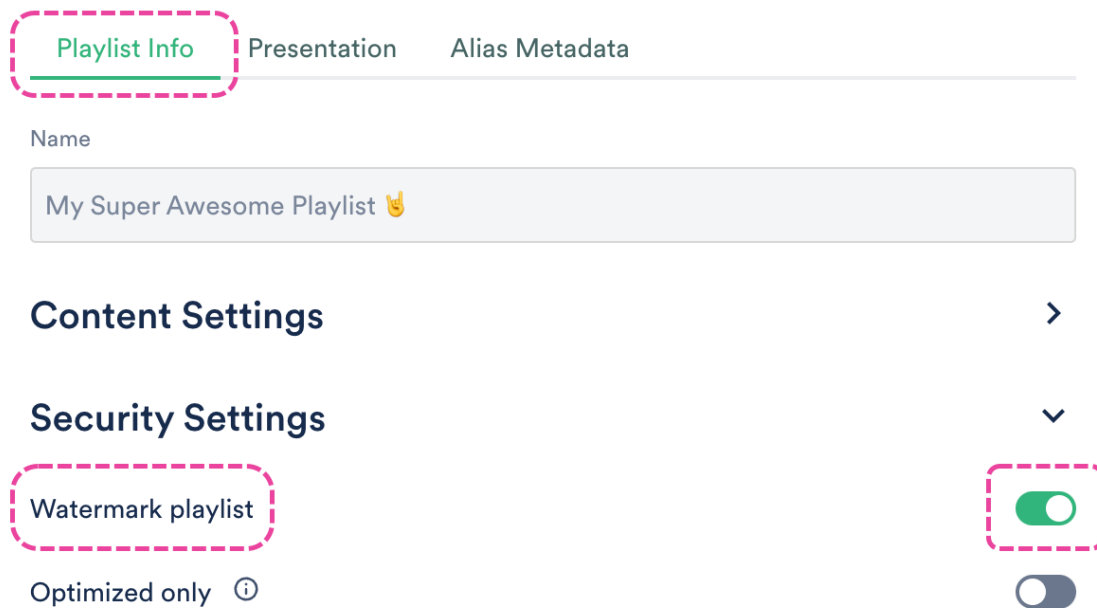 Playlist Info Presentation Alias Metadata
Name
My Super Awesome Playlist 🤘
Content Settings
Security Settings
Watermark playlist
Optimized only